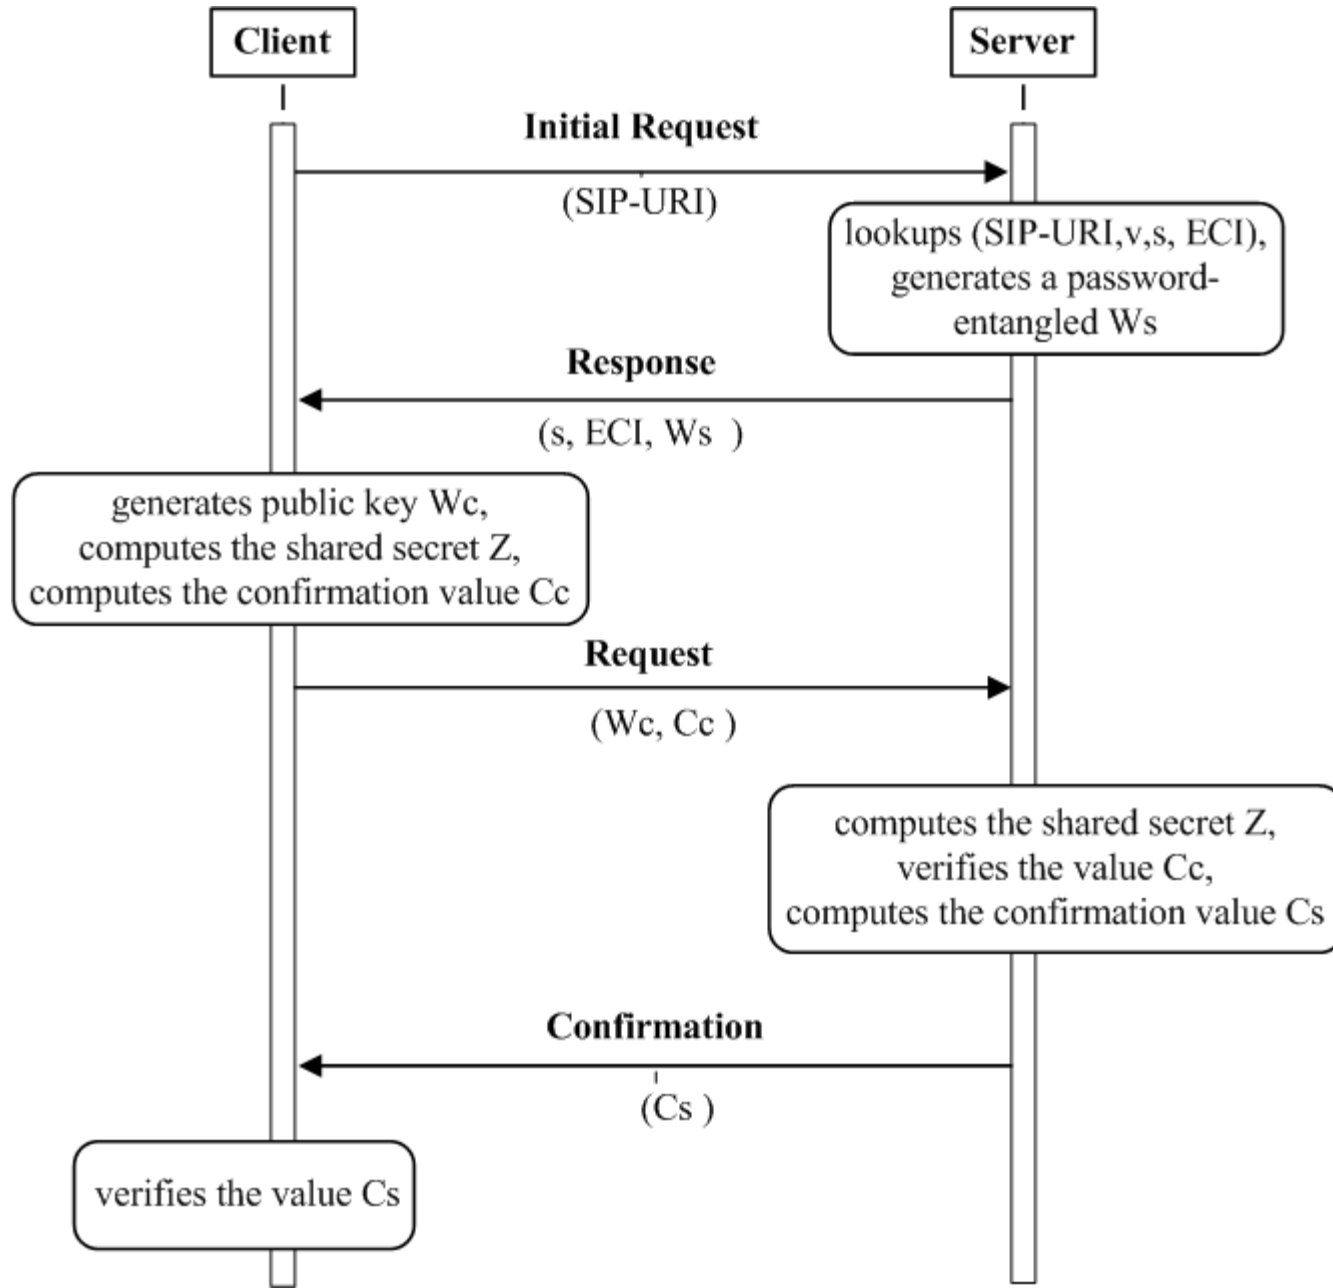 Client
Server
Initial Request
(SIP-URI)
lookups (SIP-URI,v,s, ECI),
generates a password-
entangled Ws
Response
(s, ECI, Ws )
generates public key Wc,
computes the shared secret Z,
computes the confirmation value Cc
Request
(Wc, Cc )
computes the shared secret Z,
verifies the value Cc,
computes the confirmation value Cs
Confirmation
(Cs )
verifies the value Cs